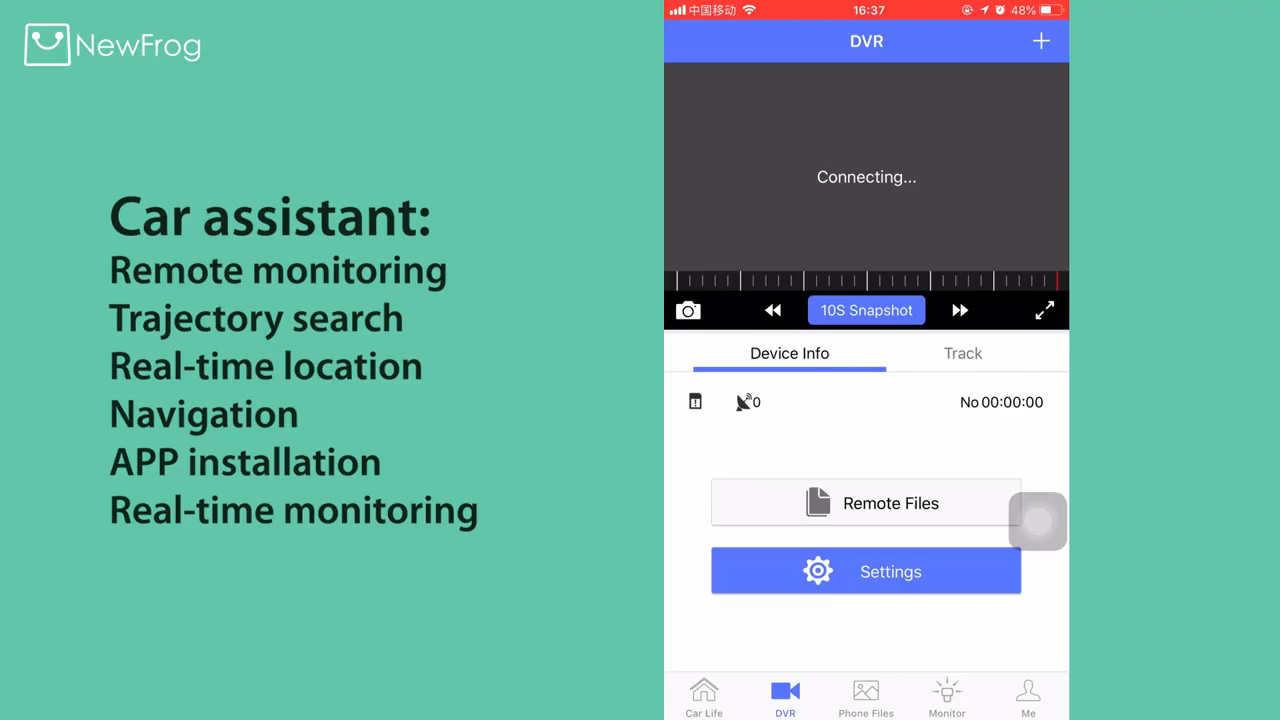 NewFrog
Car assistant:
Remote monitoring
Trajectory search
Real-time location
Navigation
APP installation
Real-time monitoring
中国移动 16:37 48%
DVR +
Connecting...
10S Snapshot
Device Info Track
0 No 00:00:00
Remote Files
Settings
Car Life DVR Phone Files Monitor Me